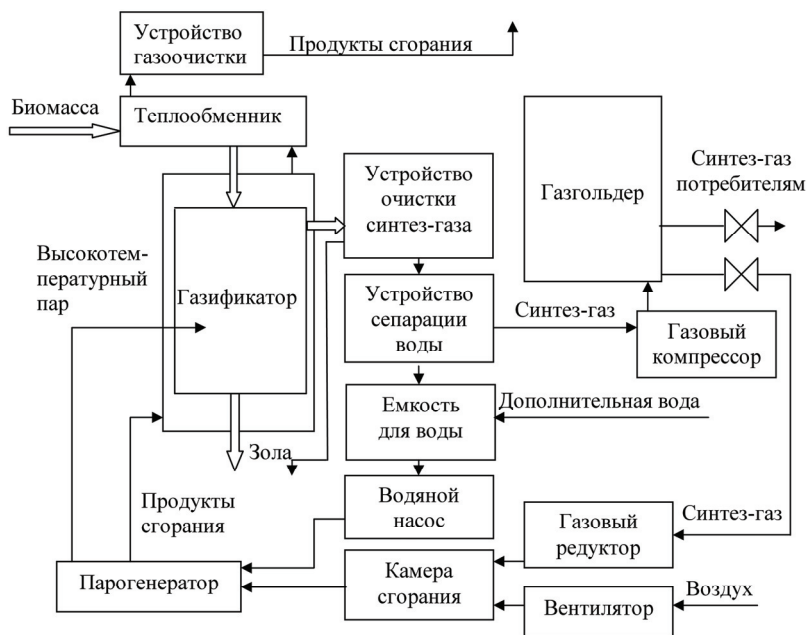 Устройство
газоочистки
Продукты сгорания
Биомасса
Теплообменник
Устройство
очистки
синтез-газа
Газгольдер
Синтез-газ
потребителям
Высокотем-
пературный
пар
Газификатор
Устройство
сепарации
воды
Синтез-газ
Газовый
компрессор
Емкость
для воды
Дополнительная вода
Зола
Водяной
насос
Продукты
сгорания
Газовый
редуктор
Синтез-газ
Парогенератор
Камера
сгорания
Вентилятор
Воздух